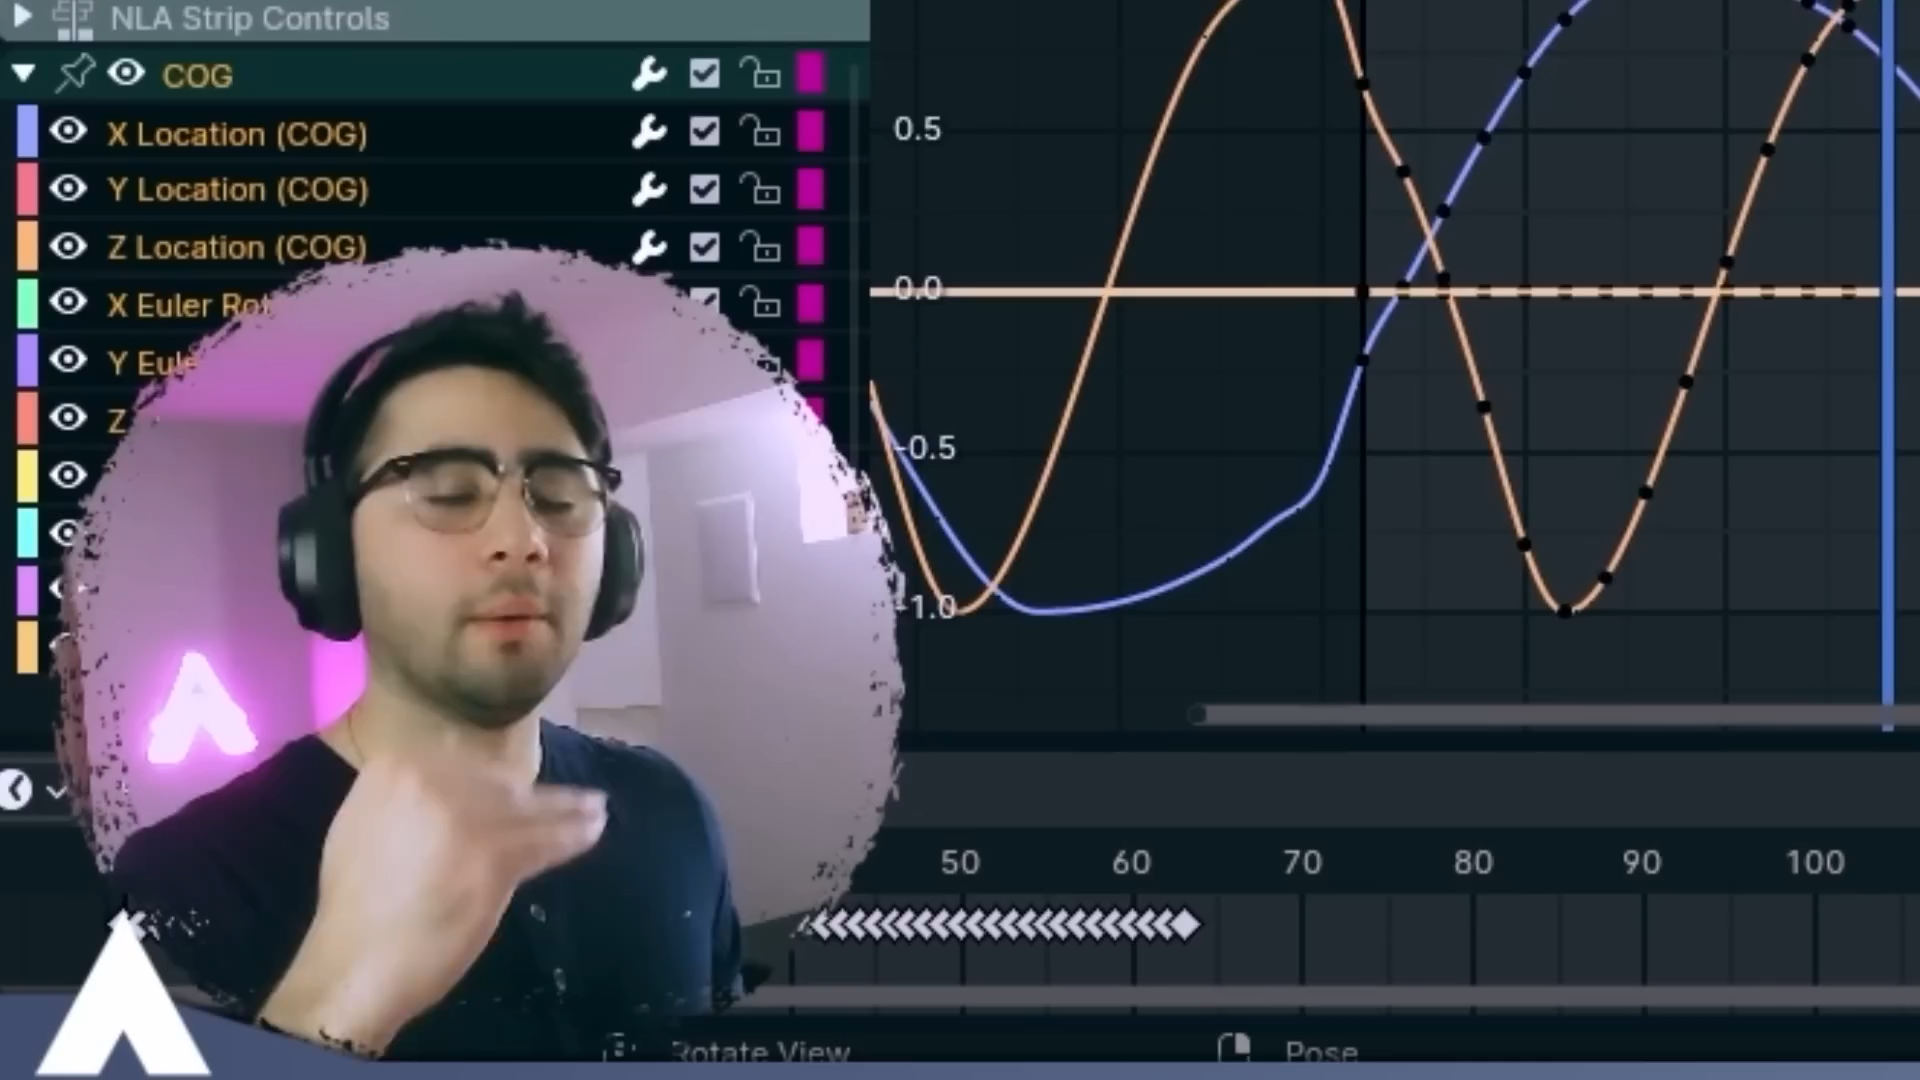 NLA Strip Controls
COG
X Location (COG)
Y Location (COG)
Z Location (COG)
X Euler Rot
Y Eule
Z
0.5
0.0
-0.5
-1.0
50 60 70 80 90 100
Rotate View
Pose